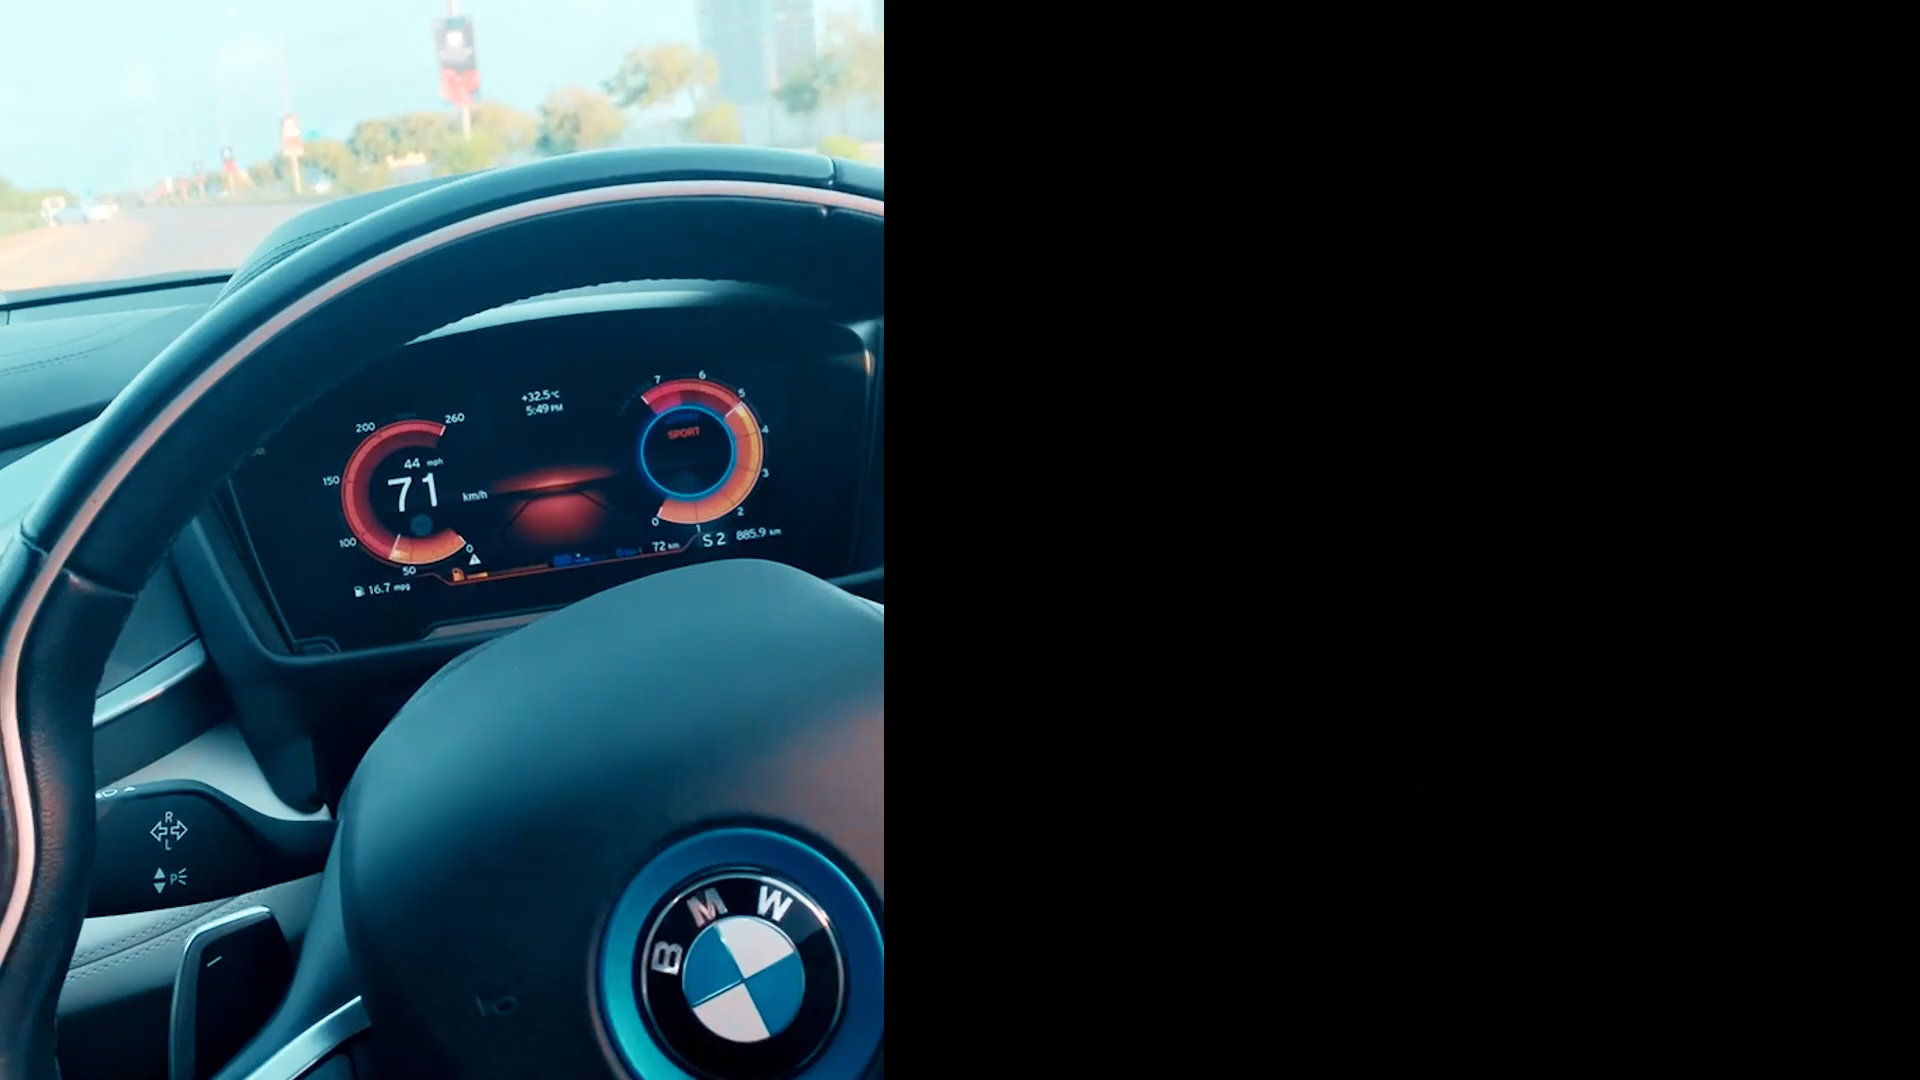 +32.5°C
5:49 PM
260
200
150
100
50
0
44 mph
71 km/h
16.7 mpg
7
6
5
4
3
2
1
0
SPORT
72 km
S 2
885.9 km
R
L
P
BMW